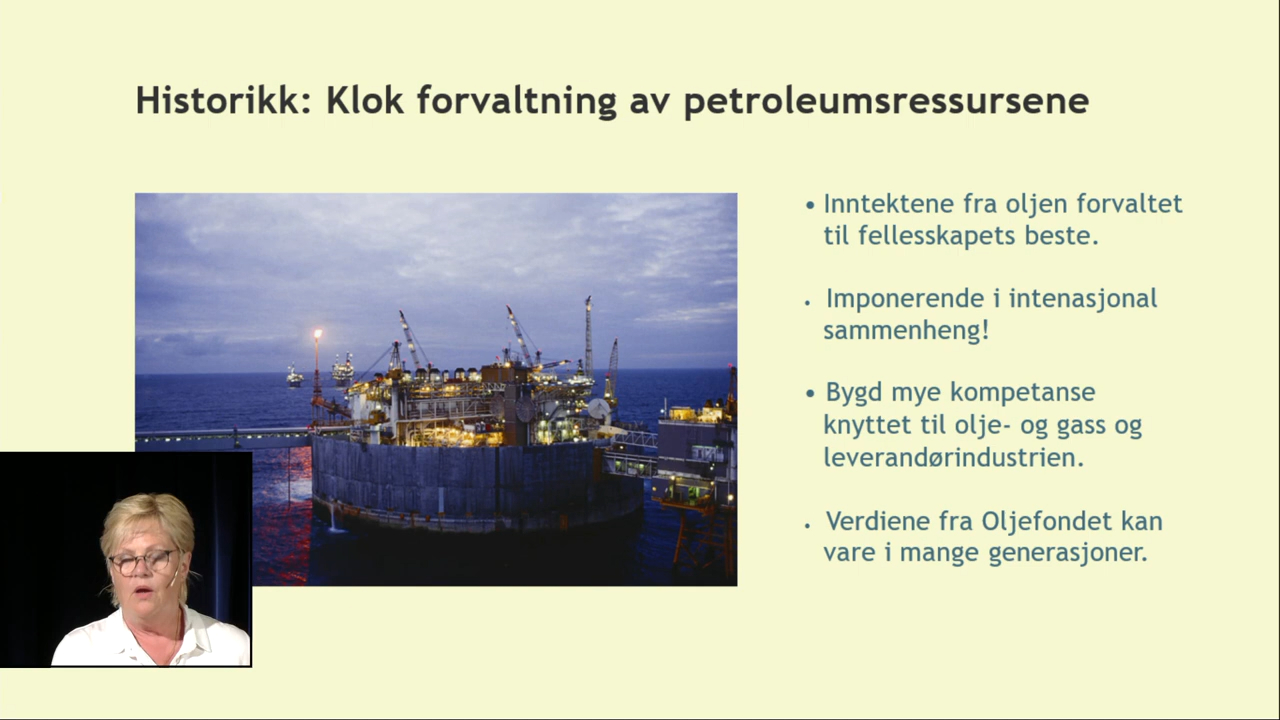 Historikk: Klok forvaltning av petroleumsressursene
• Inntektene fra oljen forvaltet
til fellesskapets beste.
• Imponerende i intenasjonal
sammenheng!
• Bygd mye kompetanse
knyttet til olje- og gass og
leverandørindustrien.
• Verdiene fra Oljefondet kan
vare i mange generasjoner.